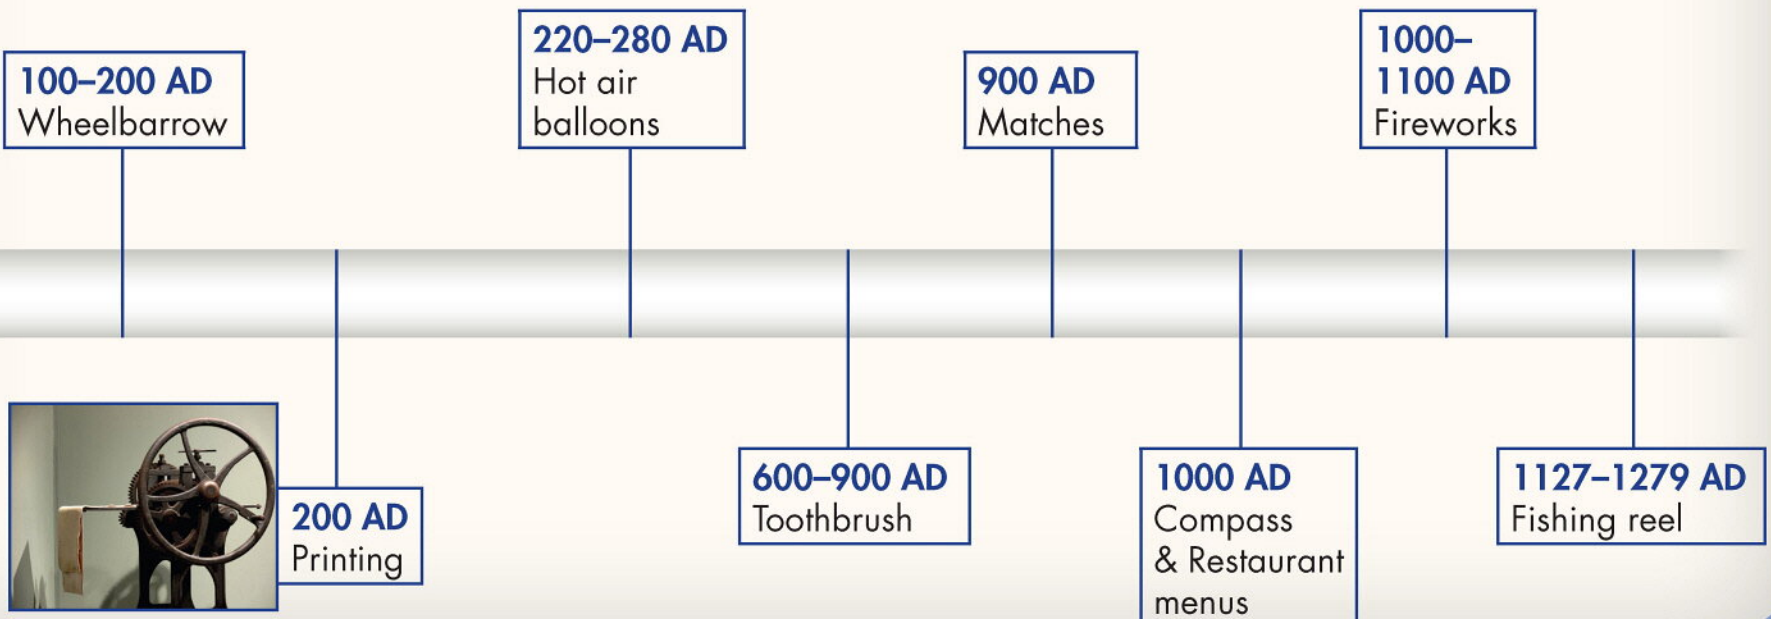 100–200 AD
Wheelbarrow
200 AD
Printing
220–280 AD
Hot air
balloons
600–900 AD
Toothbrush
900 AD
Matches
1000 AD
Compass
& Restaurant
menus
1000–
1100 AD
Fireworks
1127–1279 AD
Fishing reel